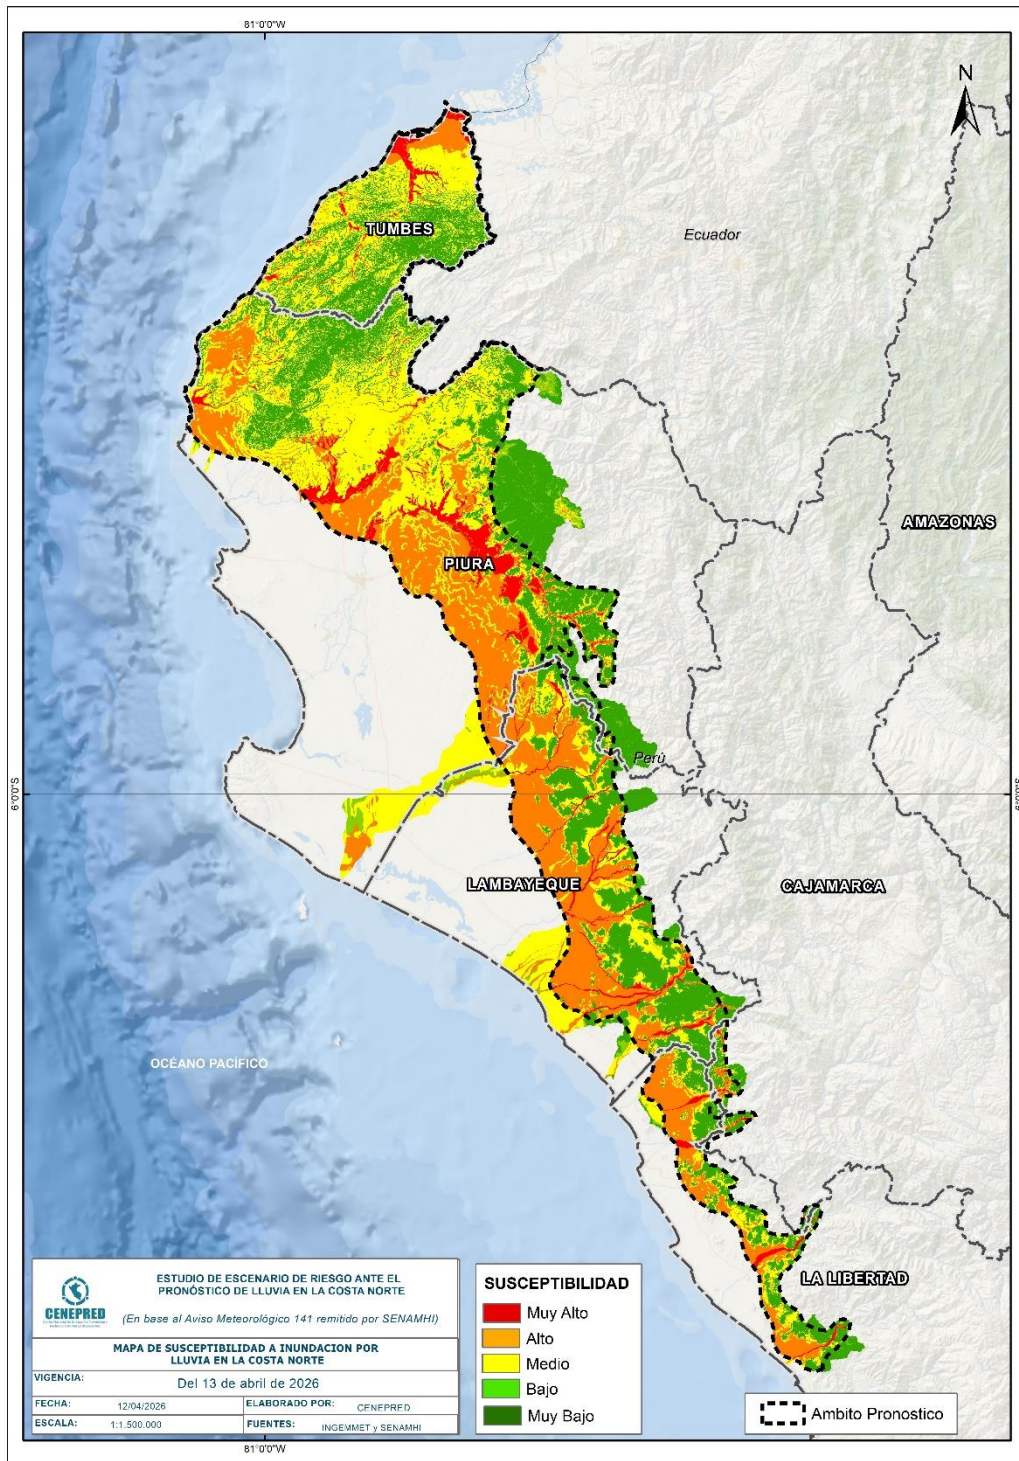 81°0'0"W
N
TUMBES
Ecuador
PIURA
AMAZONAS
Perú
6°0'0"S
6°0'0"S
LAMBAYEQUE
CAJAMARCA
OCÉANO PACÍFICO
LA LIBERTAD
CENEPRED
ESTUDIO DE ESCENARIO DE RIESGO ANTE EL
PRONÓSTICO DE LLUVIA EN LA COSTA NORTE
(En base al Aviso Meteorológico 141 remitido por SENAMHI)
MAPA DE SUSCEPTIBILIDAD A INUNDACION POR
LLUVIA EN LA COSTA NORTE
VIGENCIA: Del 13 de abril de 2026
FECHA: 12/04/2026 ELABORADO POR: CENEPRED
ESCALA: 1:1.500.000 FUENTES: INGEMMET y SENAMHI
SUSCEPTIBILIDAD
Muy Alto
Alto
Medio
Bajo
Muy Bajo
Ambito Pronostico
81°0'0"W